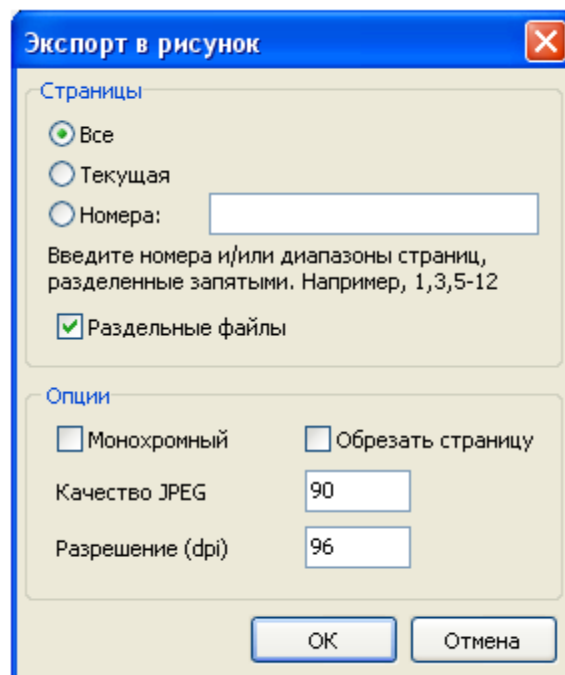 Экспорт в рисунок
Страницы
Все
Текущая
Номера:
Введите номера и/или диапазоны страниц,
разделенные запятыми. Например, 1,3,5-12
Раздельные файлы
Опции
Монохромный Обрезать страницу
Качество JPEG 90
Разрешение (dpi) 96
ОК Отмена